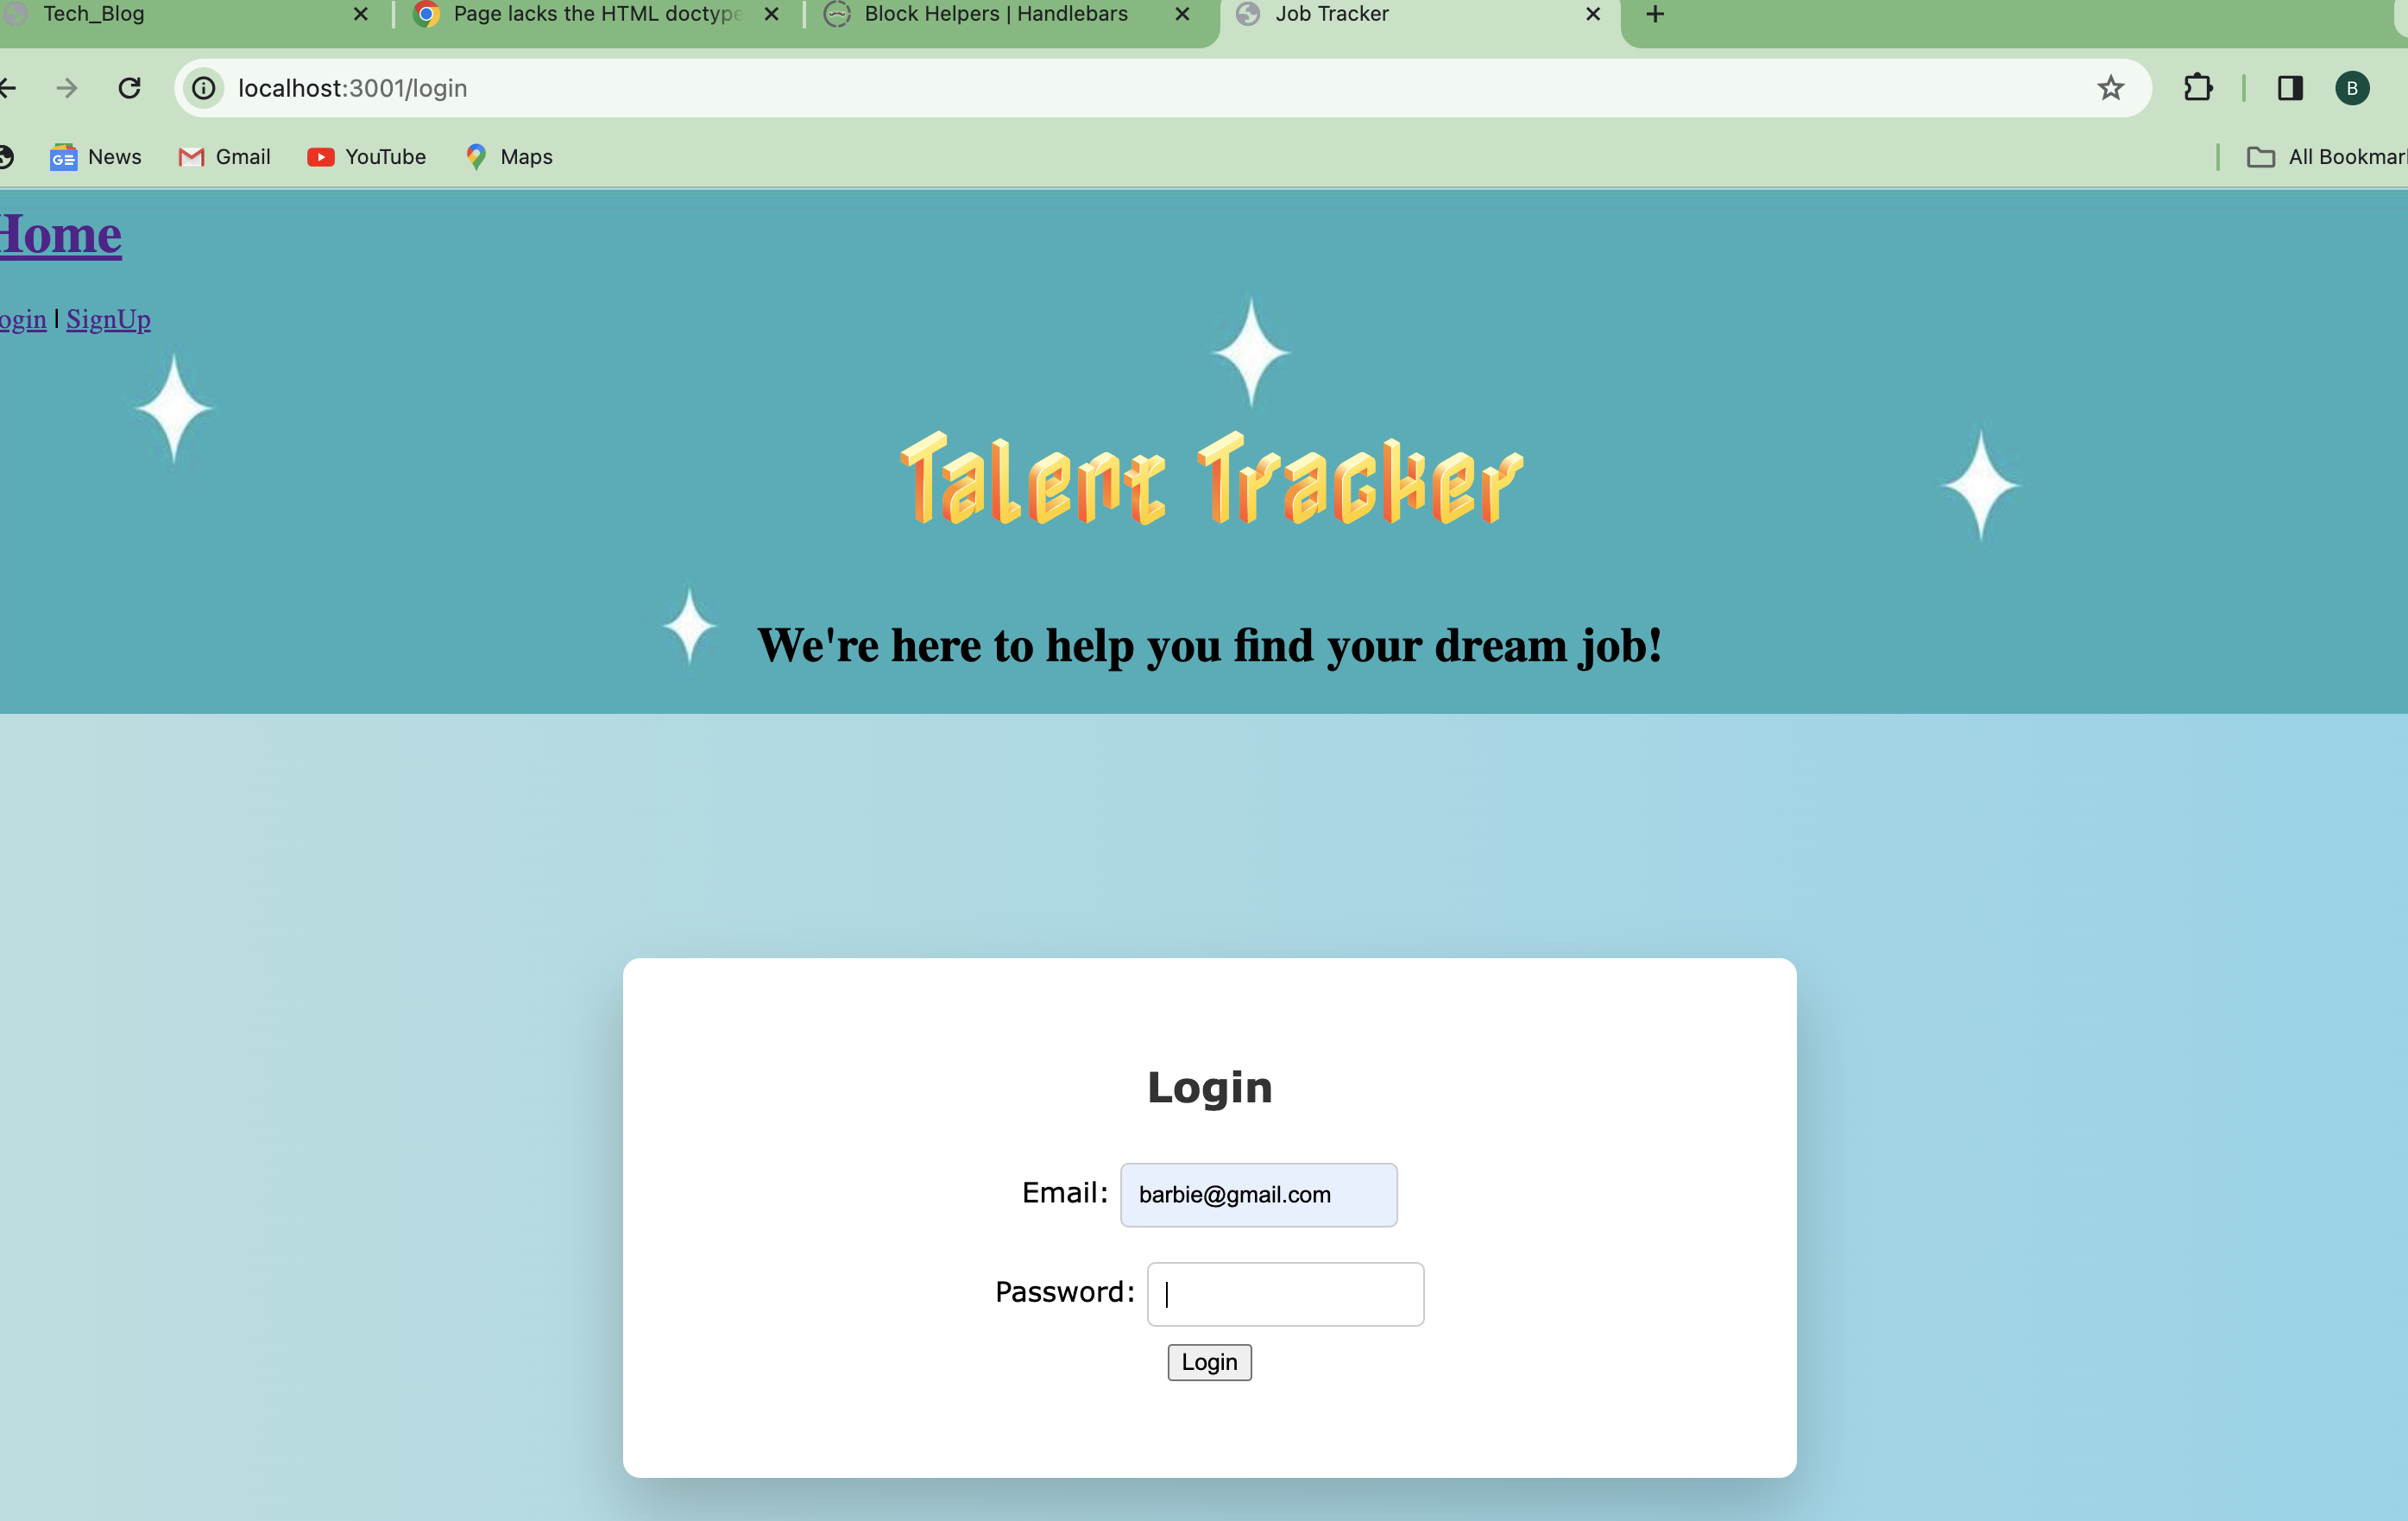 Tech_Blog
Page lacks the HTML doctype
Block Helpers | Handlebars
Job Tracker
localhost:3001/login
B
News
Gmail
YouTube
Maps
All Bookmar
Home
ogin | SignUp
Talent Tracker
We're here to help you find your dream job!
Login
Email: barbie@gmail.com
Password:
Login